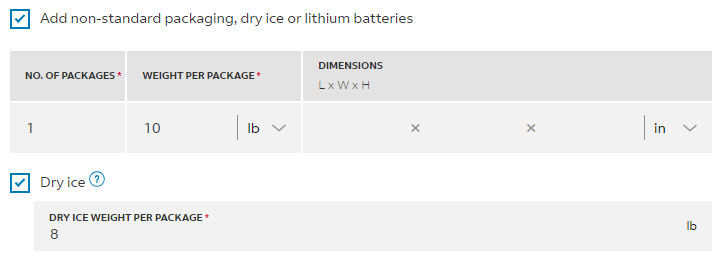 Add non-standard packaging, dry ice or lithium batteries
NO. OF PACKAGES * WEIGHT PER PACKAGE * DIMENSIONS
L x W x H
1 10 lb × × in
Dry ice ?
DRY ICE WEIGHT PER PACKAGE *
8 lb